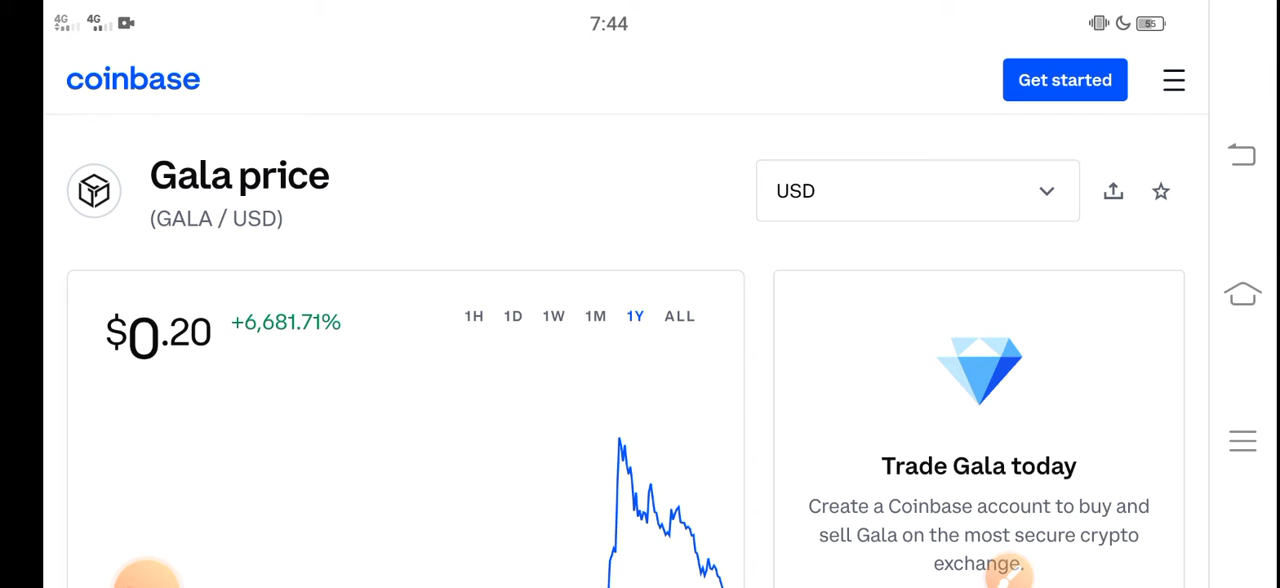 4G 4G 7:44 55
coinbase Get started
Gala price
(GALA / USD)
USD
$0.20 +6,681.71% 1H 1D 1W 1M 1Y ALL
Trade Gala today
Create a Coinbase account to buy and
sell Gala on the most secure crypto
exchange.